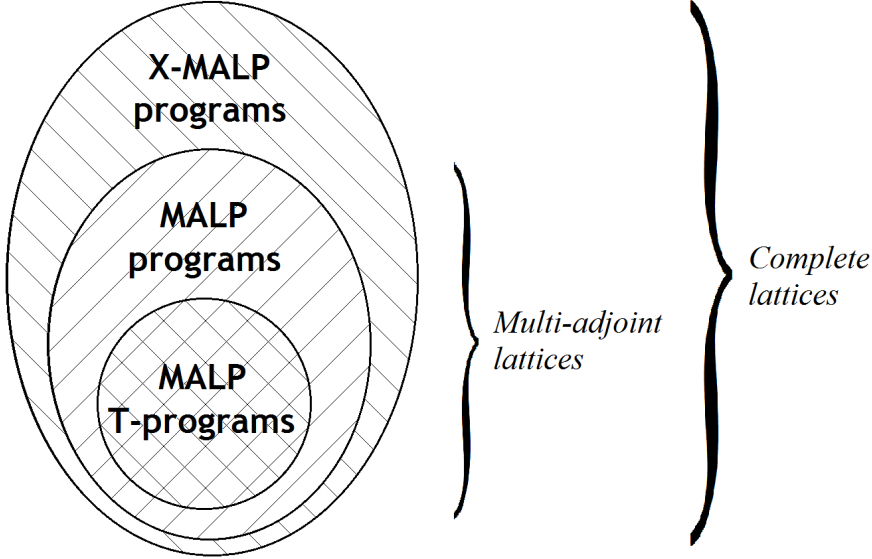 X-MALP
programs
MALP
programs
MALP
T-programs
Multi-adjoint
lattices
Complete
lattices